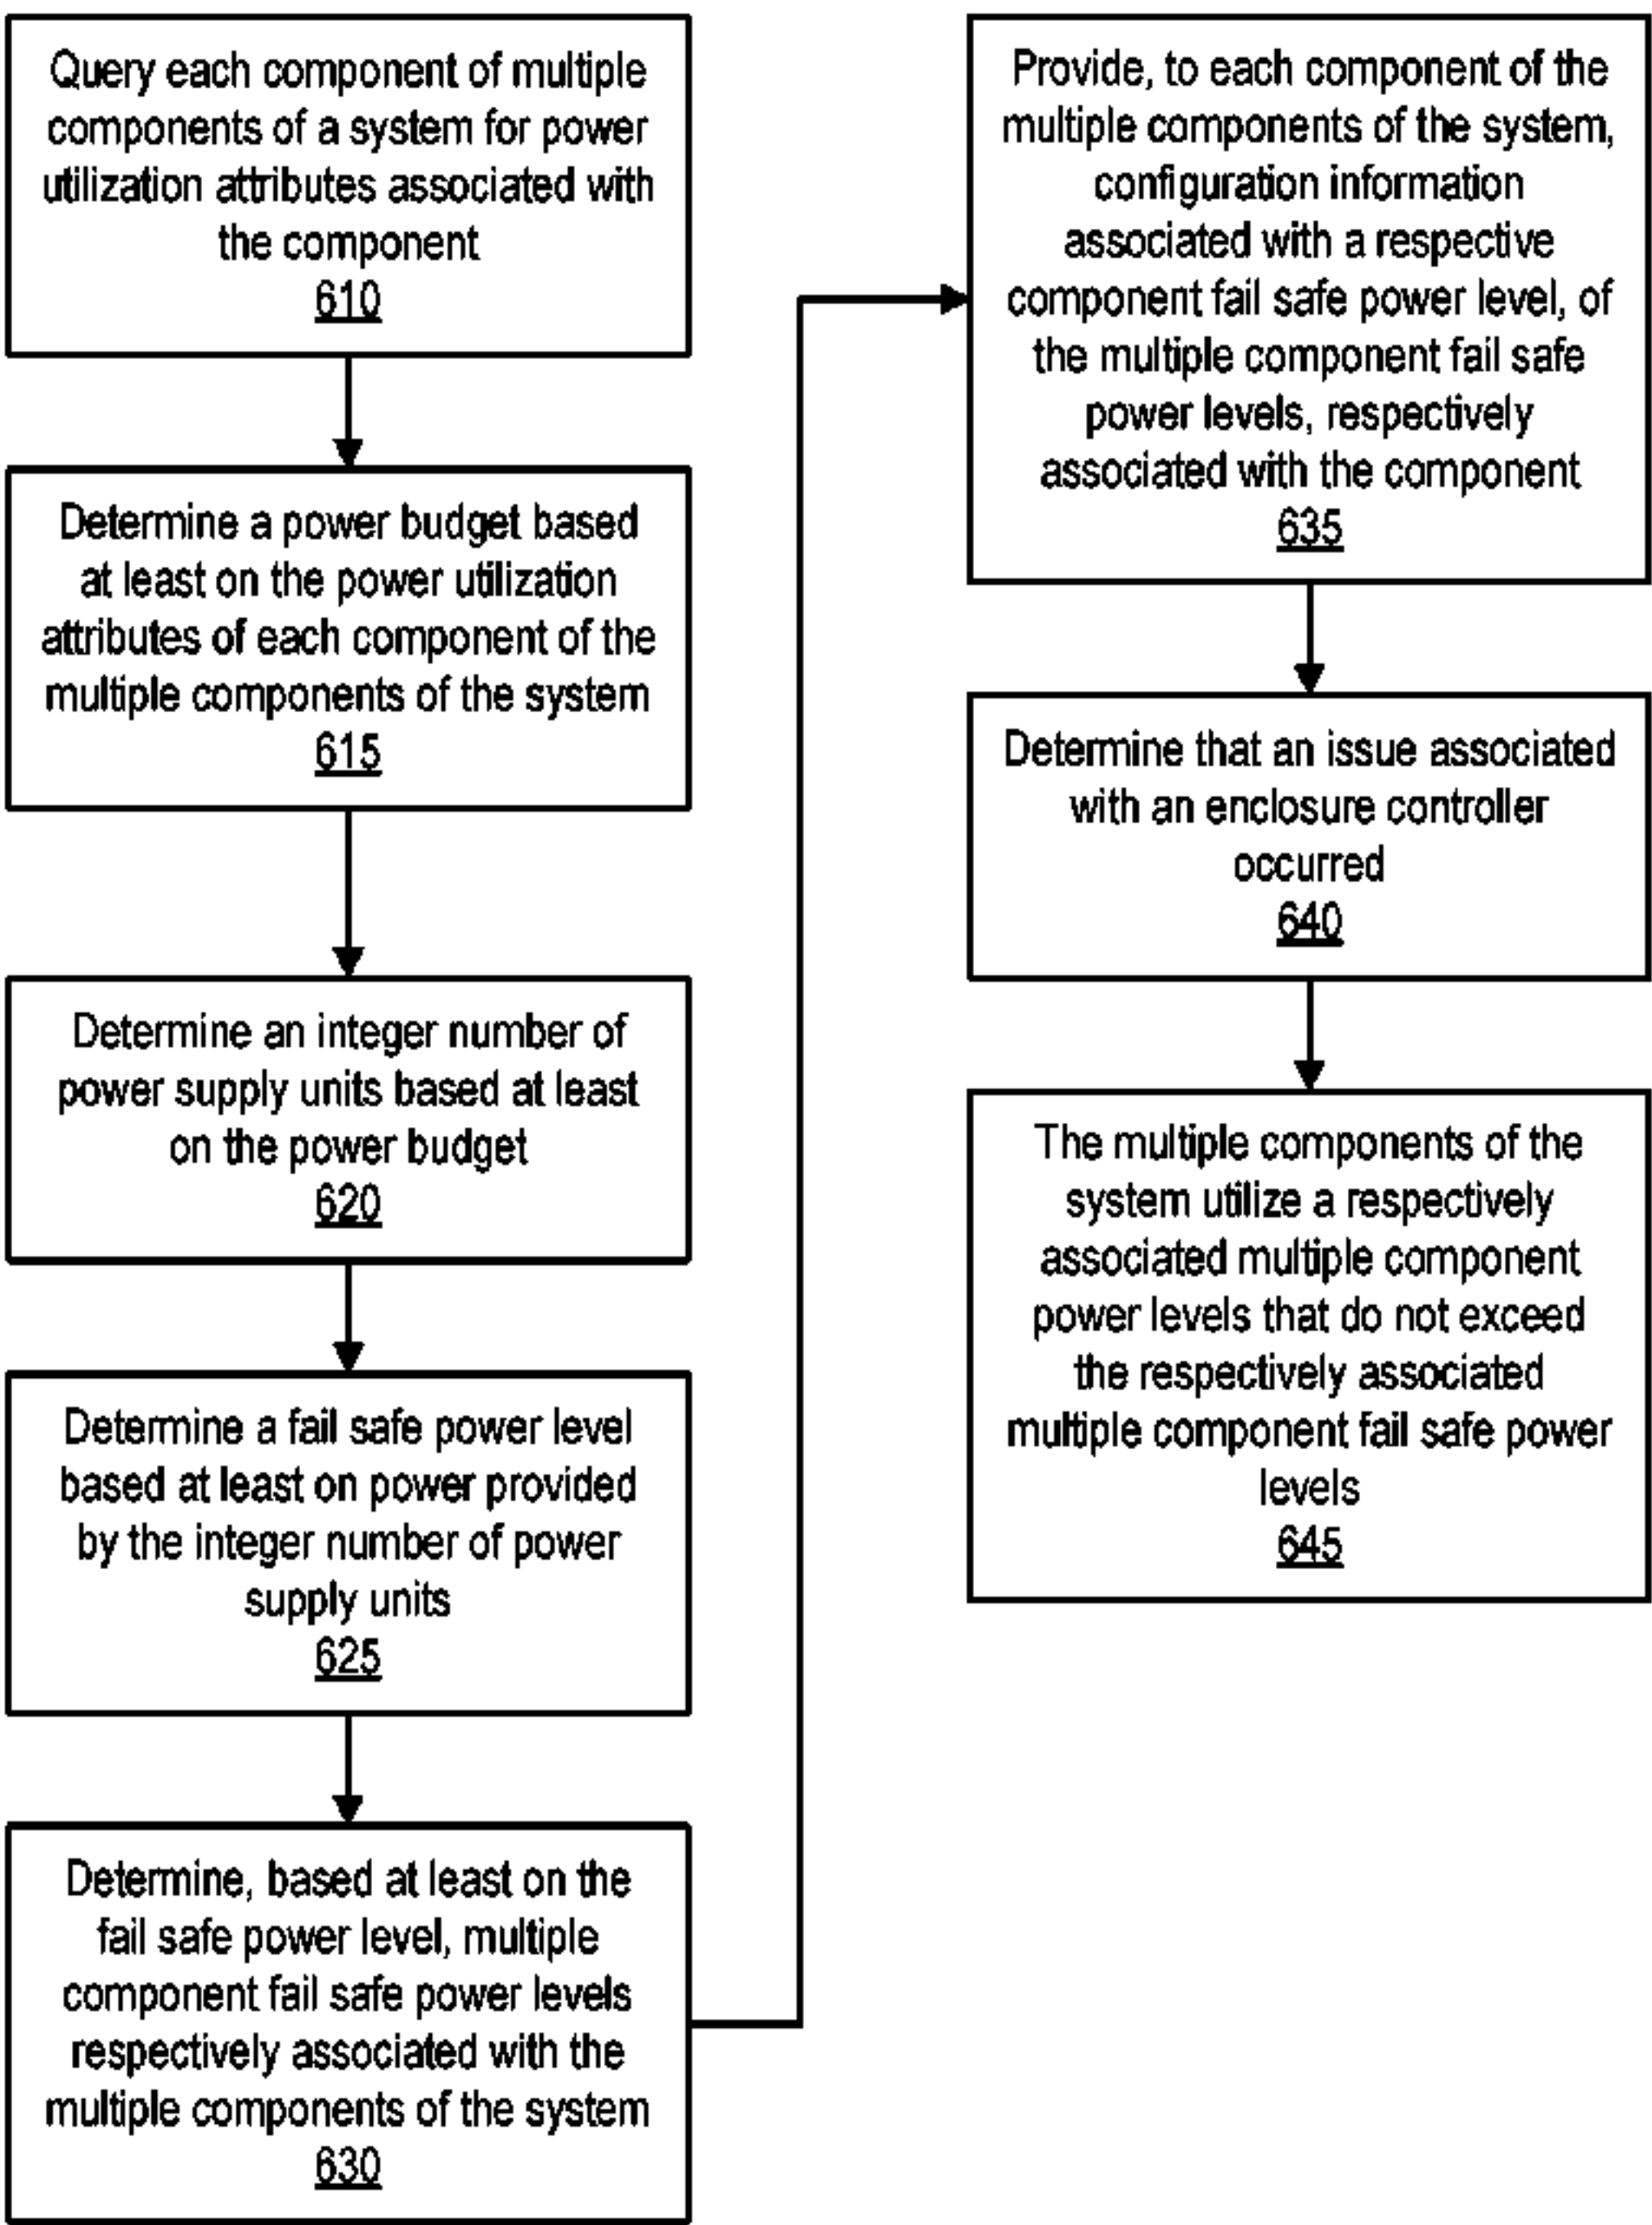 Query each component of multiple
components of a system for power
utilization attributes associated with
the component
610
Determine a power budget based
at least on the power utilization
attributes of each component of the
multiple components of the system
615
Determine an integer number of
power supply units based at least
on the power budget
620
Determine a fail safe power level
based at least on power provided
by the integer number of power
supply units
625
Determine, based at least on the
fail safe power level, multiple
component fail safe power levels
respectively associated with the
multiple components of the system
630
Provide, to each component of the
multiple components of the system,
configuration information
associated with a respective
component fail safe power level, of
the multiple component fail safe
power levels, respectively
associated with the component
635
Determine that an issue associated
with an enclosure controller
occurred
640
The multiple components of the
system utilize a respectively
associated multiple component
power levels that do not exceed
the respectively associated
multiple component fail safe power
levels
645